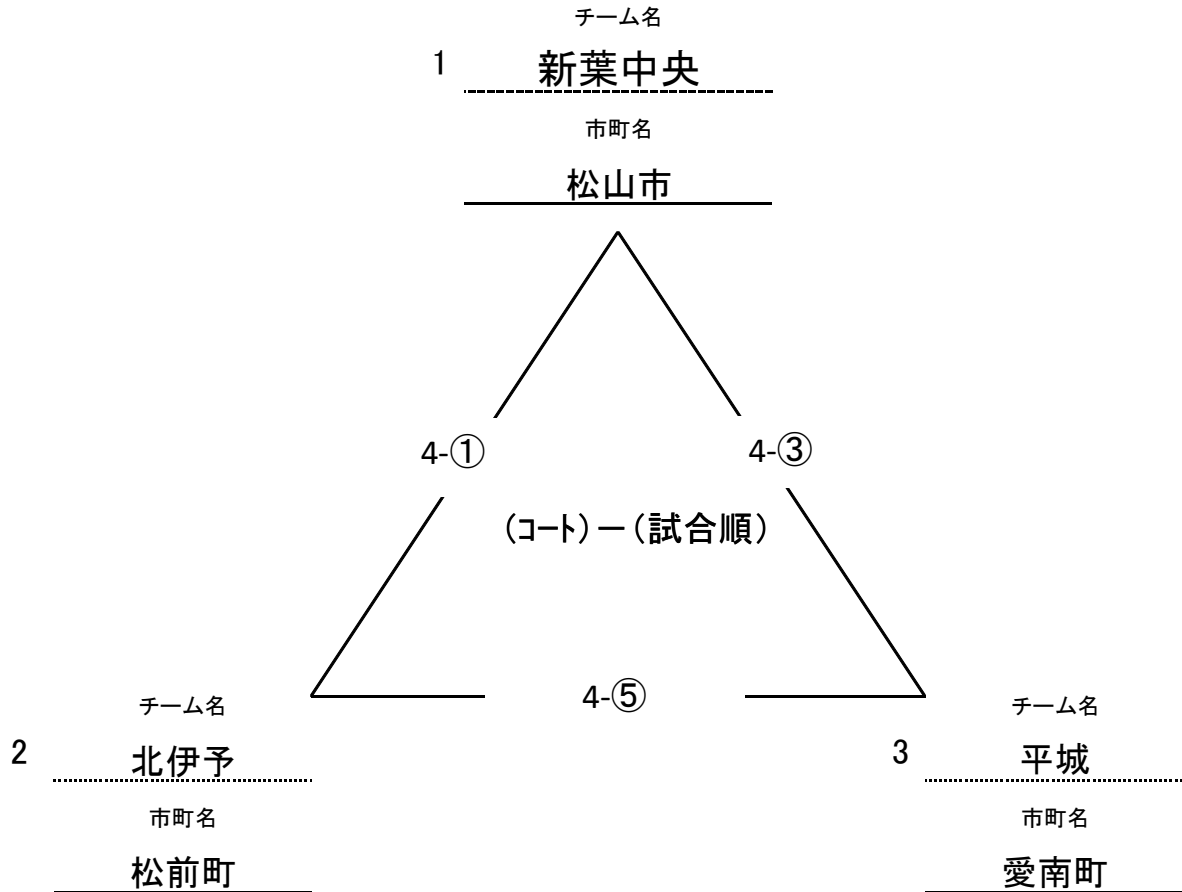 チーム名
1 新葉中央
市町名
松山市
4-① 4-③
(コート)ー(試合順)
4-⑤
チーム名 チーム名
2 北伊予 3 平城
市町名 市町名
松前町 愛南町